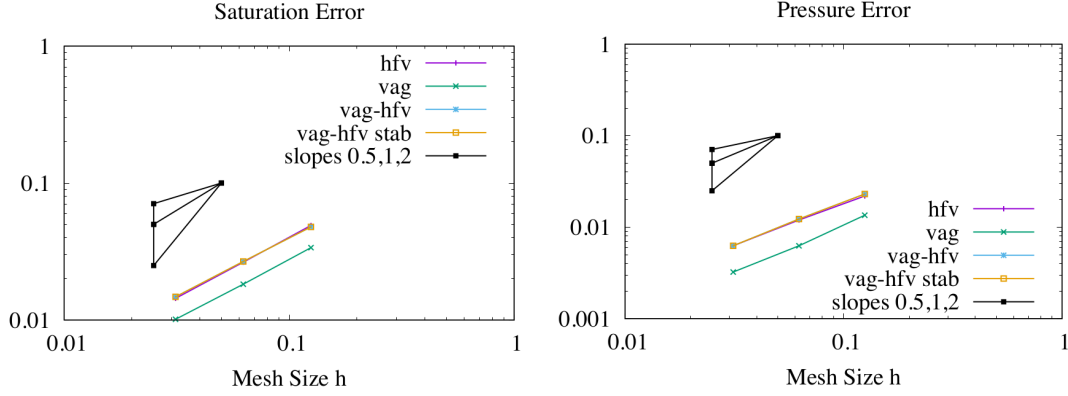 Saturation Error
1
0.1
0.01
hfv
vag
vag-hfv
vag-hfv stab
slopes 0.5,1,2
0.01
0.1
1
Mesh Size h
Pressure Error
1
0.1
0.01
0.001
hfv
vag
vag-hfv
vag-hfv stab
slopes 0.5,1,2
0.01
0.1
1
Mesh Size h